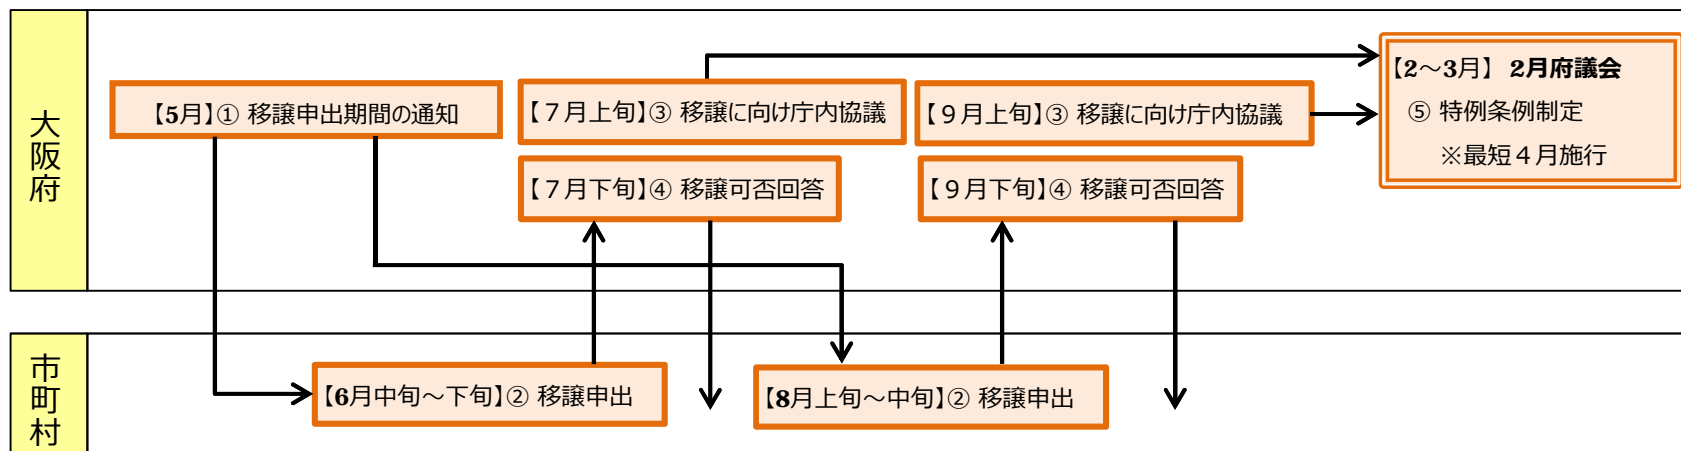 大阪府
【5月】① 移譲申出期間の通知
【７月上旬】③ 移譲に向け庁内協議
【９月上旬】③ 移譲に向け庁内協議
【2～3月】 2月府議会
⑤ 特例条例制定
※最短４月施行
【７月下旬】④ 移譲可否回答
【９月下旬】④ 移譲可否回答
市町村
【6月中旬～下旬】② 移譲申出
【8月上旬～中旬】② 移譲申出